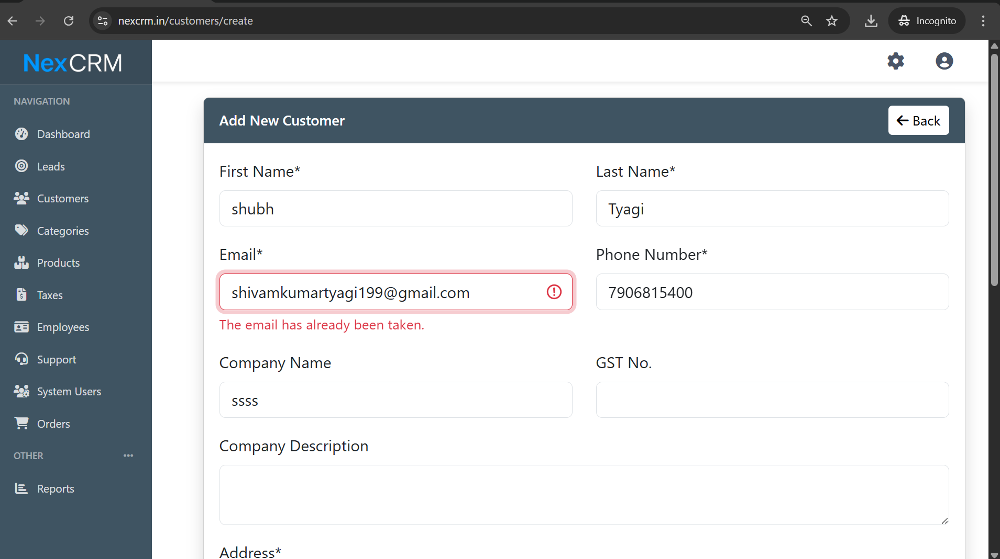 nexcrm.in/customers/create
Incognito
NexCRM
NAVIGATION
Dashboard
Leads
Customers
Categories
Products
Taxes
Employees
Support
System Users
Orders
OTHER
Reports
Add New Customer
Back
First Name*
Last Name*
shubh
Tyagi
Email*
Phone Number*
shivamkumartyagi199@gmail.com
7906815400
The email has already been taken.
Company Name
GST No.
ssss
Company Description
Address*